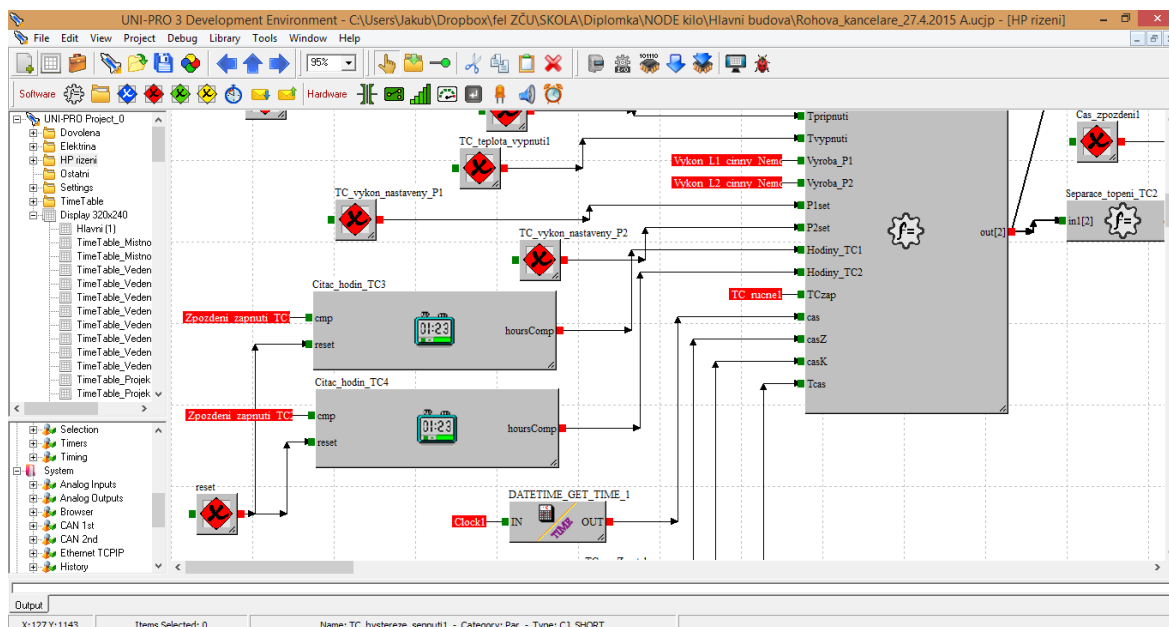 UNI-PRO 3 Development Environment - C:\Users\Jakub\Dropbox\fel ZČU\SKOLA\Diplomka\NODE kilo\Hlavní budova\Rohova_kancelare_27.4.2015 A.ucjp - [HP rizeni]
File Edit View Project Debug Library Tools Window Help
95%
Software
Hardware
UNI-PRO Project_0
Dovolena
Elektrina
HP rizeni
Ostatni
Settings
TimeTable
Display 320x240
Hlavni (1)
TimeTable_Mistno
TimeTable_Mistno
TimeTable_Veden
TimeTable_Veden
TimeTable_Veden
TimeTable_Veden
TimeTable_Veden
TimeTable_Veden
TimeTable_Veden
TimeTable_Veden
TimeTable_Projek
TimeTable_Projek
Selection
Timers
Timing
System
Analog Inputs
Analog Outputs
Browser
CAN 1st
CAN 2nd
Ethernet TCPIP
History
TC_teplota_vypnuti1
TC_vykon_nastaveny_P1
TC_vykon_nastaveny_P2
Vykon_L1_cinny_Nemo
Vykon_L2_cinny_Nemo
Tpripnuti
Tvypnuti
Vyroba_P1
Vyroba_P2
P1set
P2set
Hodiny_TC1
Hodiny_TC2
TC_rucne1
TCzap
cas
casZ
casK
Tcas
f=
out[2]
Cas_zpozdeni1
Separace_topeni_TC2
in1[2]
f=
Citac_hodin_TC3
Zpozdeni_zapnuti_TC
cmp
reset
01:23
hoursComp
Citac_hodin_TC4
Zpozdeni_zapnuti_TC
cmp
reset
01:23
hoursComp
reset
DATETIME_GET_TIME_1
Clock1
IN
TIME
OUT
Output
X:127 Y:1143
Items Selected: 0
Name: TC_hystereze_sepnuti1 - Category: Par - Type: CJ_SHORT